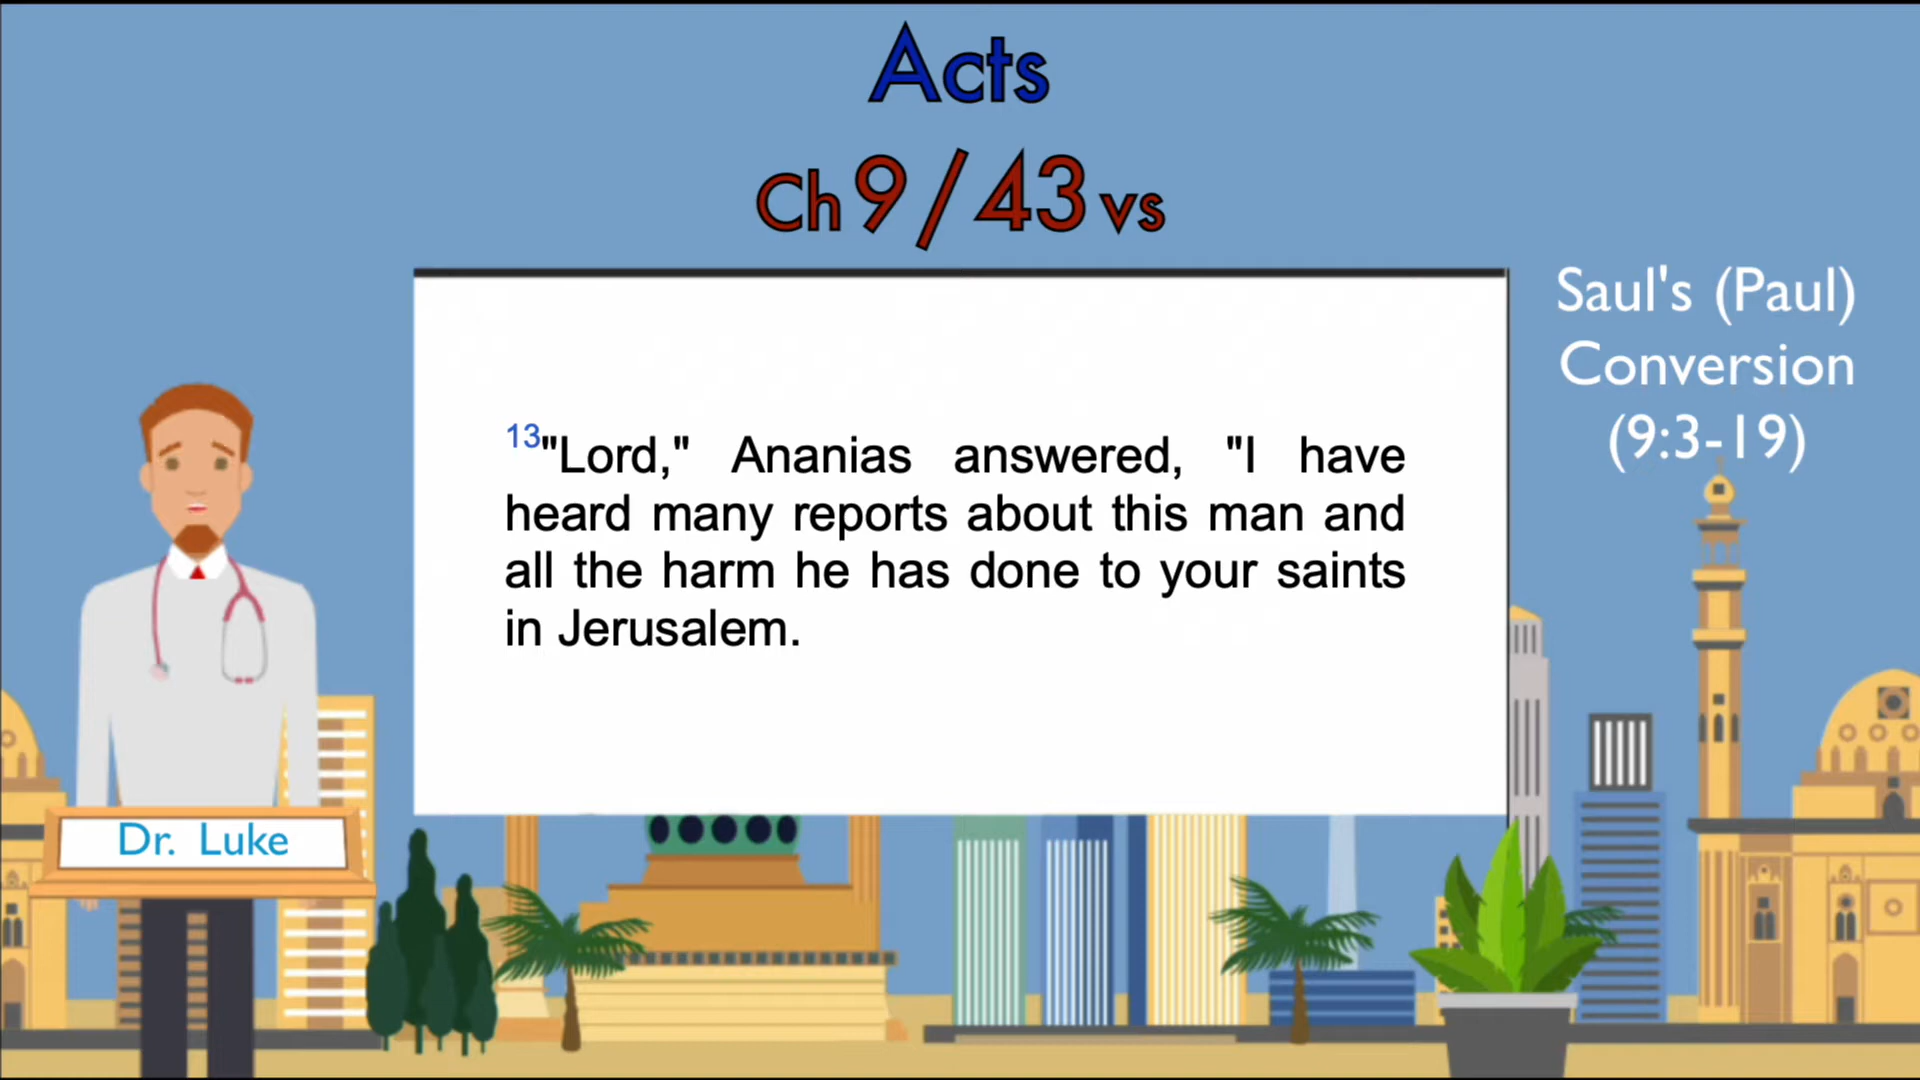 Acts
Ch 9/43 vs
Saul's (Paul)
Conversion
(9:3-19)
13"Lord," Ananias answered, "I have
heard many reports about this man and
all the harm he has done to your saints
in Jerusalem.
Dr. Luke